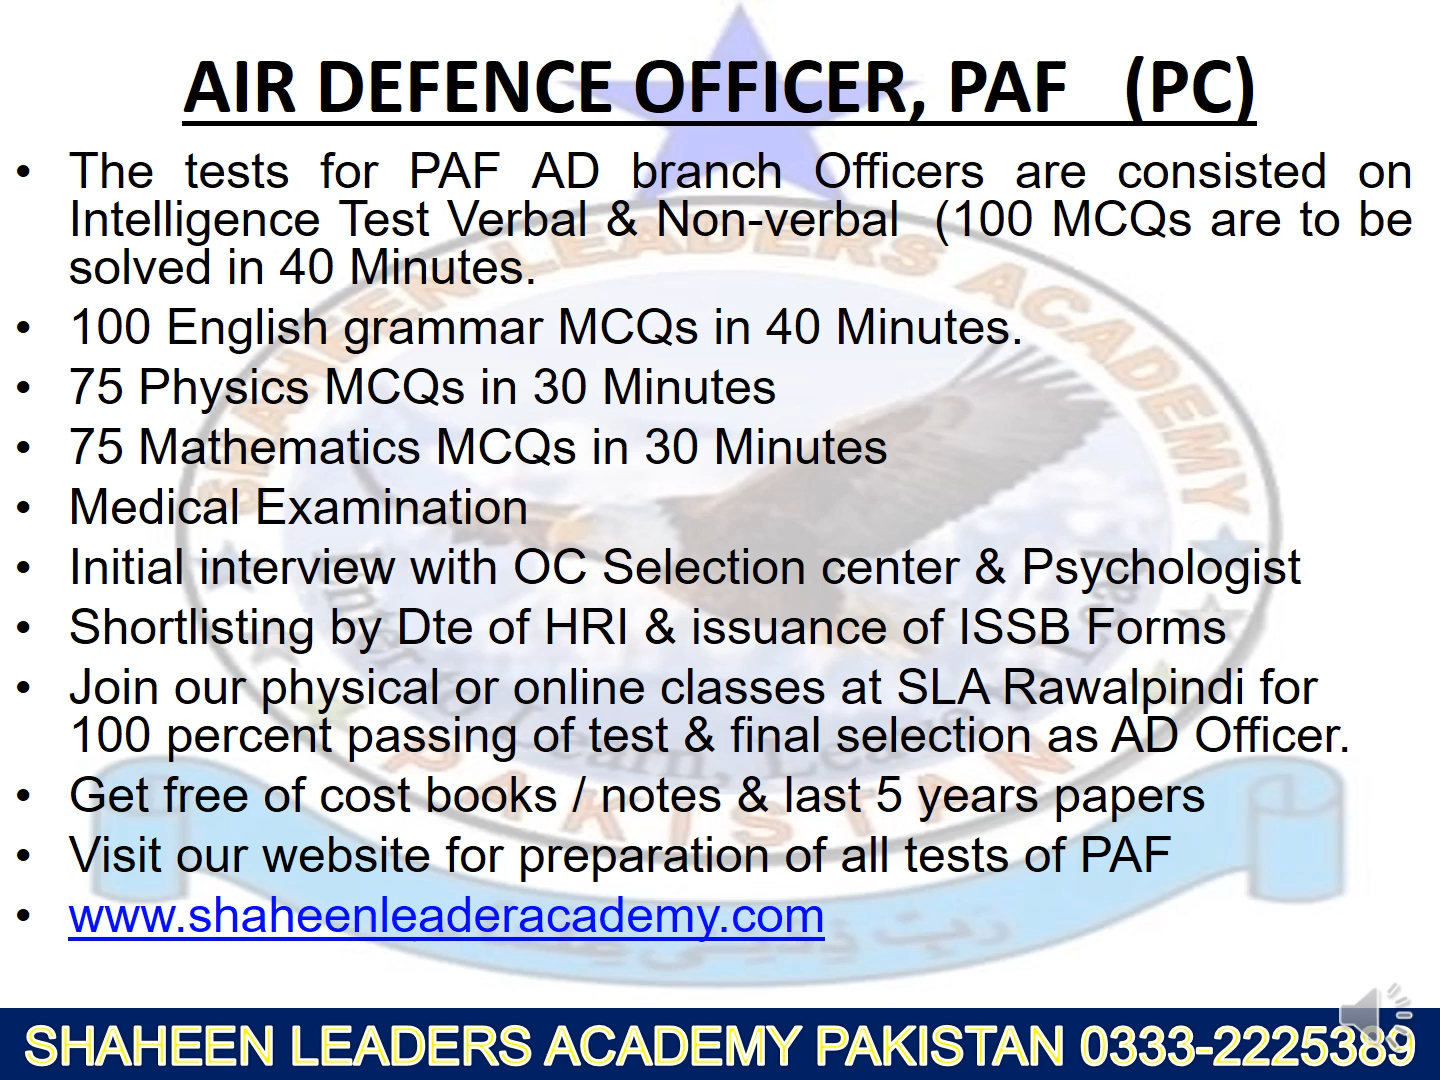 AIR DEFENCE OFFICER, PAF (PC)
• The tests for PAF AD branch Officers are consisted on
Intelligence Test Verbal & Non-verbal (100 MCQs are to be
solved in 40 Minutes.
• 100 English grammar MCQs in 40 Minutes.
• 75 Physics MCQs in 30 Minutes
• 75 Mathematics MCQs in 30 Minutes
• Medical Examination
• Initial interview with OC Selection center & Psychologist
• Shortlisting by Dte of HRI & issuance of ISSB Forms
• Join our physical or online classes at SLA Rawalpindi for
100 percent passing of test & final selection as AD Officer.
• Get free of cost books / notes & last 5 years papers
• Visit our website for preparation of all tests of PAF
• www.shaheenleaderacademy.com
SHAHEEN LEADERS ACADEMY
PAKISTAN
SHAHEEN LEADERS ACADEMY PAKISTAN 0333-2225389